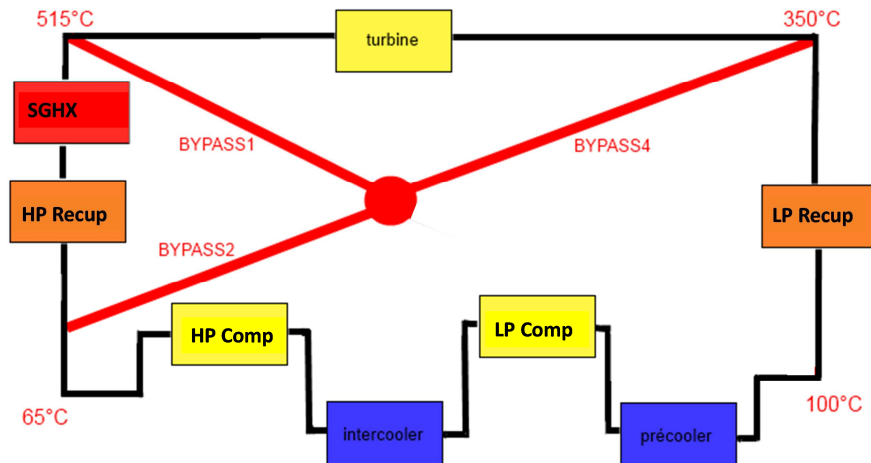 515°C
350°C
turbine
SGHX
BYPASS1
BYPASS4
HP Recup
LP Recup
BYPASS2
HP Comp
LP Comp
65°C
100°C
intercooler
précooler